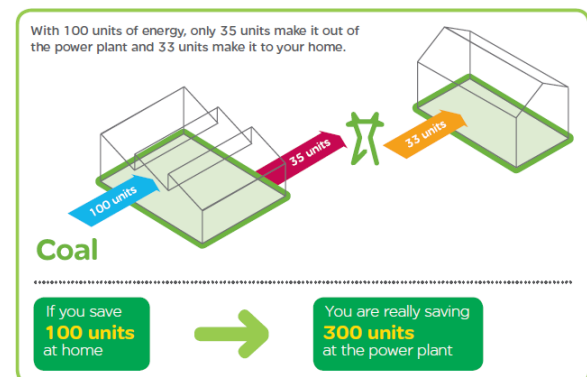 With 100 units of energy, only 35 units make it out of
the power plant and 33 units make it to your home.
100 units
35 units
33 units
Coal
If you save
100 units
at home
You are really saving
300 units
at the power plant